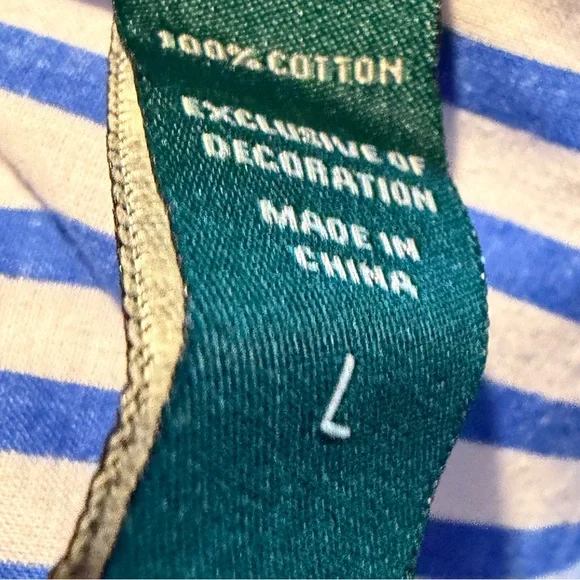 100% COTTON
EXCLUSIVE OF
DECORATION
MADE IN
CHINA
L